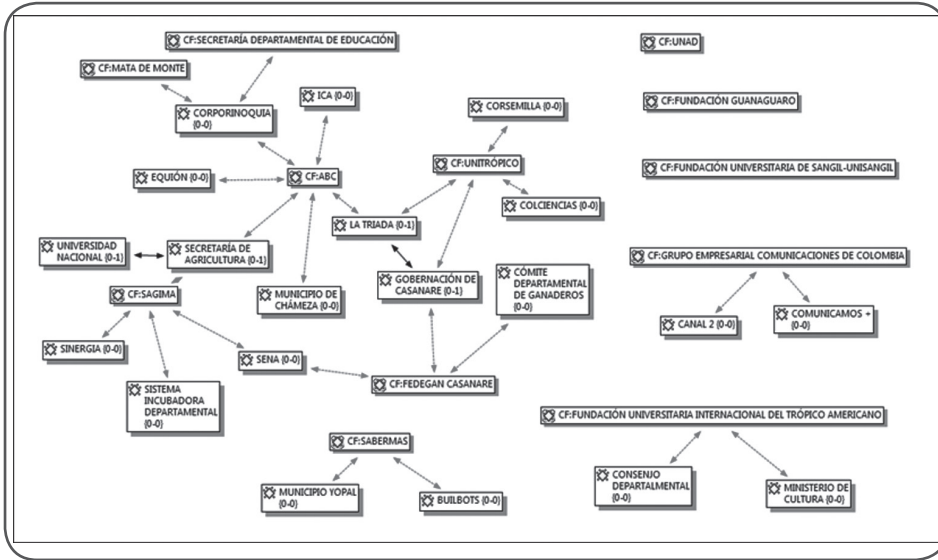 CF:SECRETARÍA DEPARTAMENTAL DE EDUCACIÓN
CF:UNAD
CF:MATA DE MONTE
ICA (0-0)
CORSEMILLA (0-0)
CF:FUNDACIÓN GUANAGUARO
CORPORINOQUIA
(0-0)
CF:UNITRÓPICO
CF:FUNDACIÓN UNIVERSITARIA DE SANGIL-UNISANGIL
EQUIÓN (0-0)
CF:ABC
COLCIENCIAS (0-0)
LA TRIADA (0-1)
UNIVERSIDAD
NACIONAL (0-1)
SECRETARÍA DE
AGRICULTURA (0-1)
CF:GRUPO EMPRESARIAL COMUNICACIONES DE COLOMBIA
GOBERNACIÓN DE
CASANARE (0-1)
CÓMITE
DEPARTAMENTAL
DE GANADEROS
(0-0)
CF:SAGIMA
MUNICIPIO DE
CHÁMEZA (0-0)
CANAL 2 (0-0)
COMUNICAMOS +
(0-0)
SINERGIA (0-0)
SENA (0-0)
SISTEMA
INCUBADORA
DEPARTAMENTAL
(0-0)
CF:FEDEGAN CASANARE
CF:FUNDACIÓN UNIVERSITARIA INTERNACIONAL DEL TRÓPICO AMERICANO
CF:SABERMAS
MUNICIPIO YOPAL
(0-0)
BUILBOTS (0-0)
CONSENJO
DEPARTALMENTAL
(0-0)
MINISTERIO DE
CULTURA (0-0)